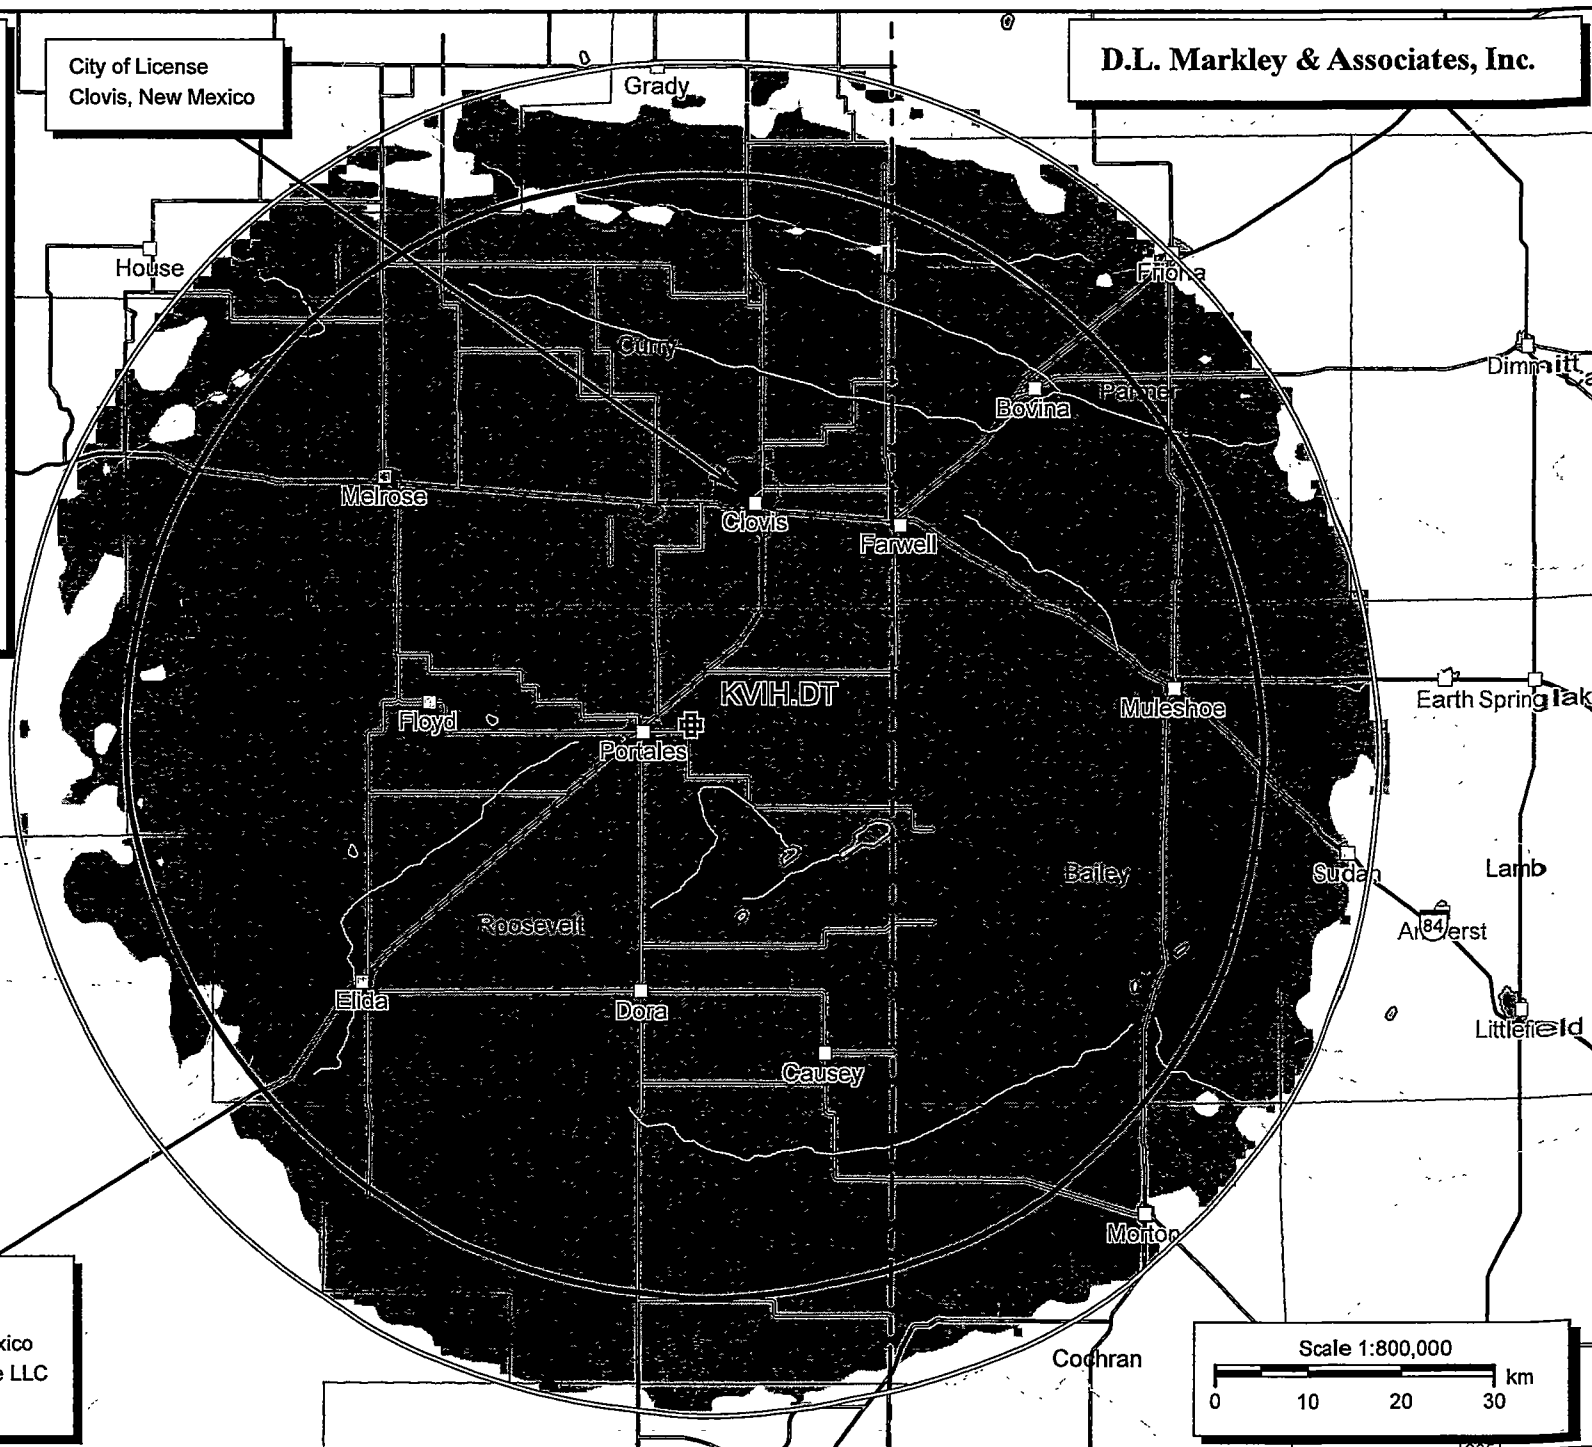 City of License
Clovis, New Mexico
D.L. Markley & Associates, Inc.
Grady
House
Friona
Curry
Dimmitt
Bovina
Parmer
Melrose
Clovis
Farwell
KVIH.DT
Floyd
Portales
Muleshoe
Earth
Springlak
Bailey
Sudan
Lamb
Roosevelt
84
Amherst
Elida
Dora
Littlefield
Causey
Morton
xico
e LLC
Cochran
Scale 1:800,000
km
0 10 20 30